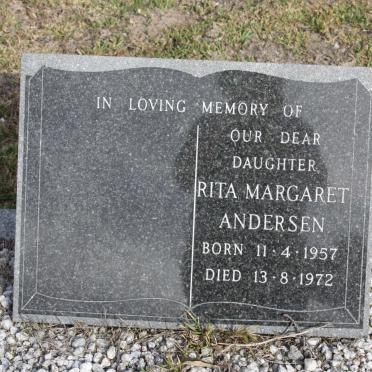 IN LOVING MEMORY OF
OUR DEAR
DAUGHTER
RITA MARGARET
ANDERSEN
BORN 11·4·1957
DIED 13·8·1972